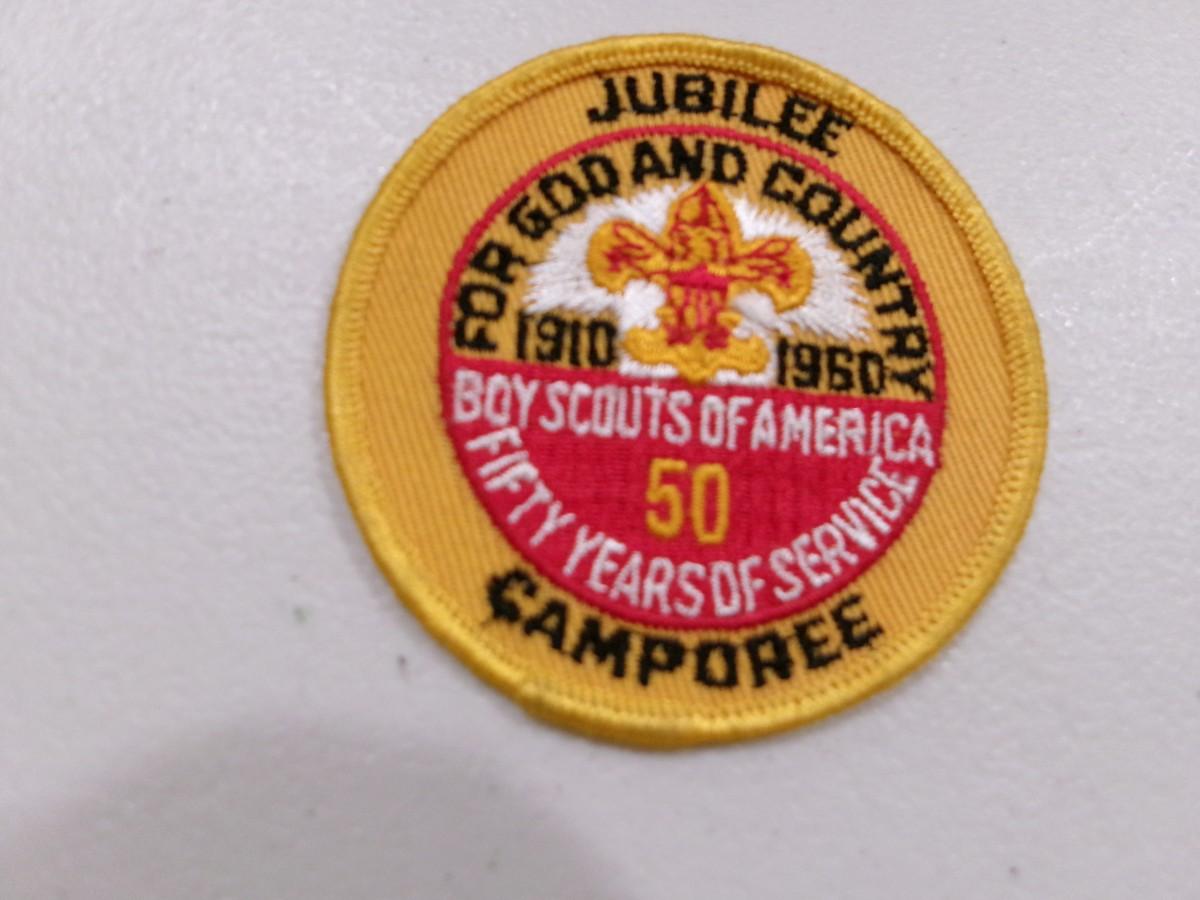 JUBILEE
FOR GOD AND COUNTRY
1910 1960
BOY SCOUTS OF AMERICA
50
FIFTY YEARS OF SERVICE
CAMPOREE